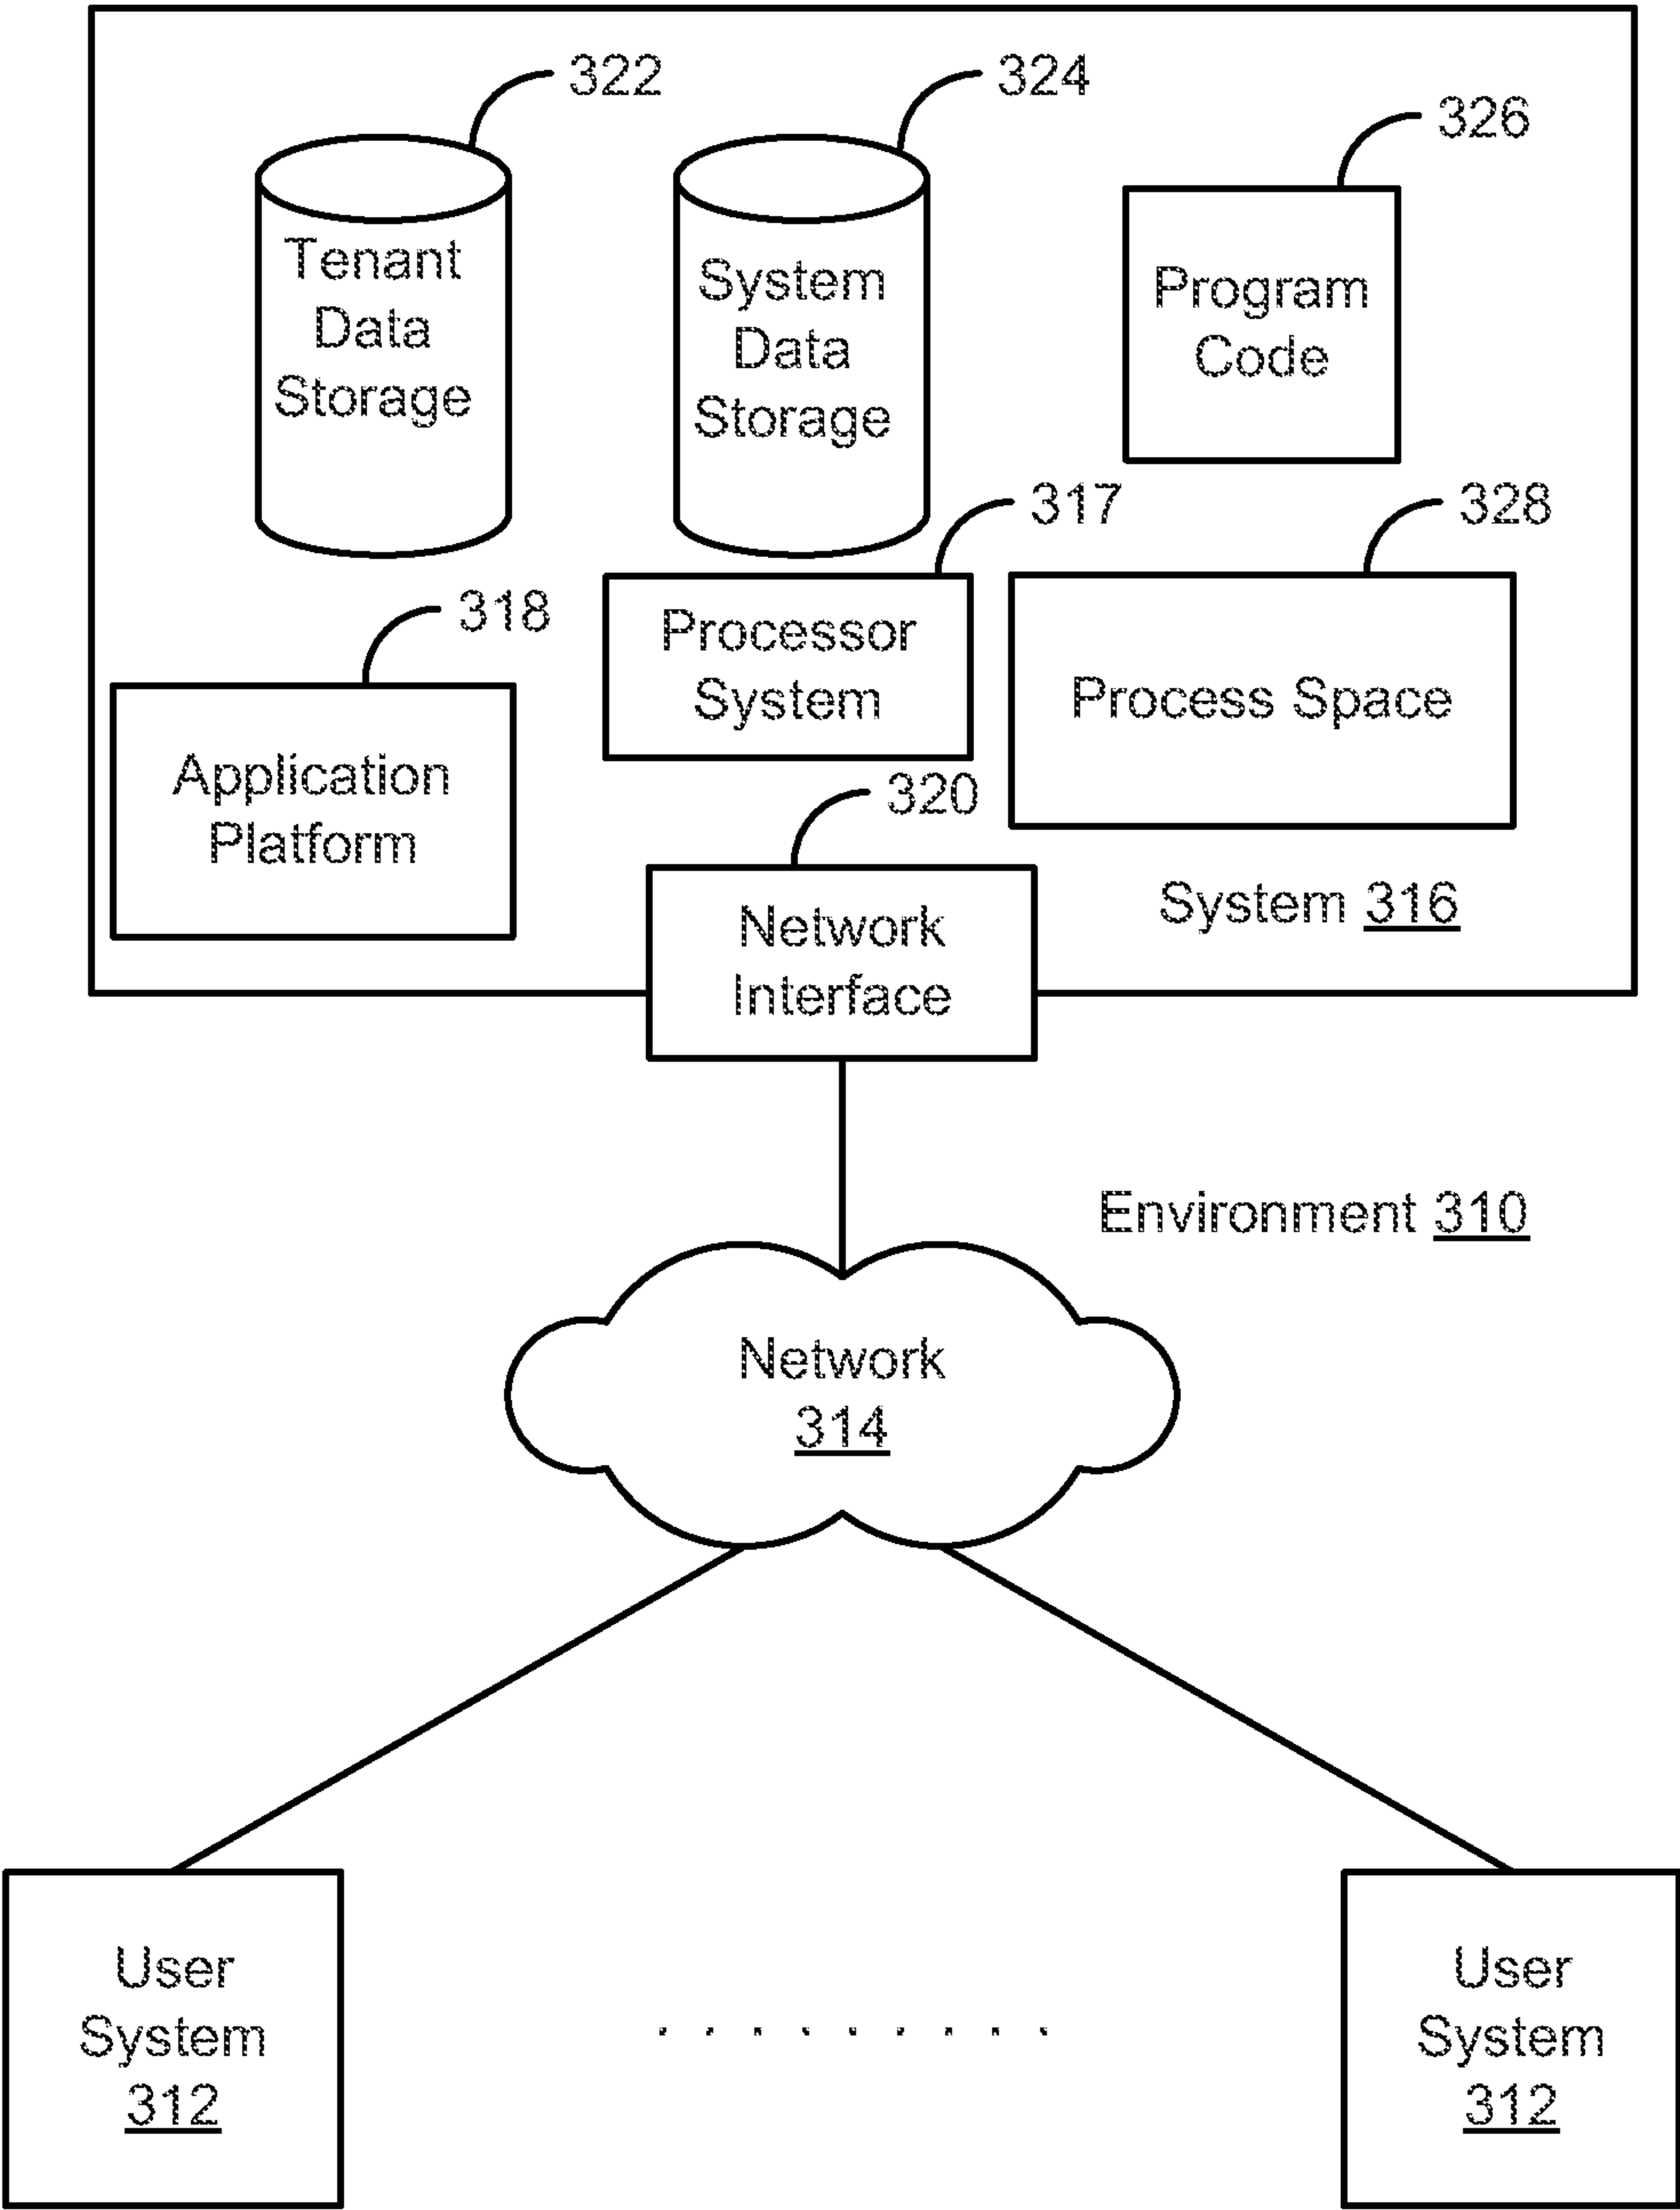 322
324
326
Tenant
Data
Storage
System
Data
Storage
Program
Code
317
328
318
Processor
System
Process Space
Application
Platform
320
Network
Interface
System 316
Environment 310
Network
314
User
System
312
User
System
312